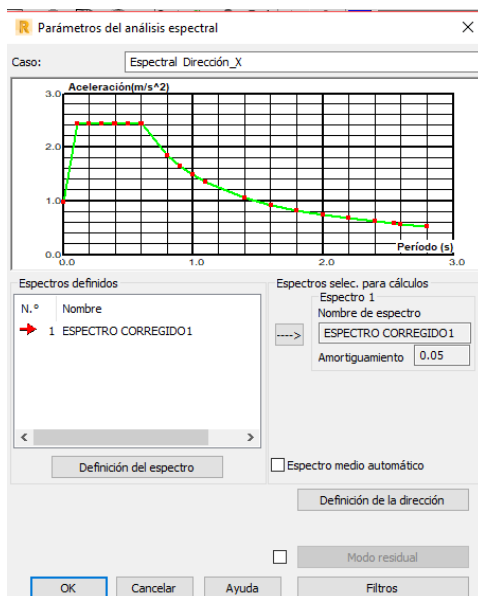 R Parámetros del análisis espectral
Caso: Espectral Dirección_X
Aceleración(m/s^2)
3.0
2.0
1.0
0.0
Período (s)
0.0 1.0 2.0 3.0
Espectros definidos
N.º Nombre
1 ESPECTRO CORREGIDO1
Definición del espectro
Espectros selec. para cálculos
Espectro 1
Nombre de espectro
---->
ESPECTRO CORREGIDO1
Amortiguamiento 0.05
Espectro medio automático
Definición de la dirección
Modo residual
OK Cancelar Ayuda Filtros